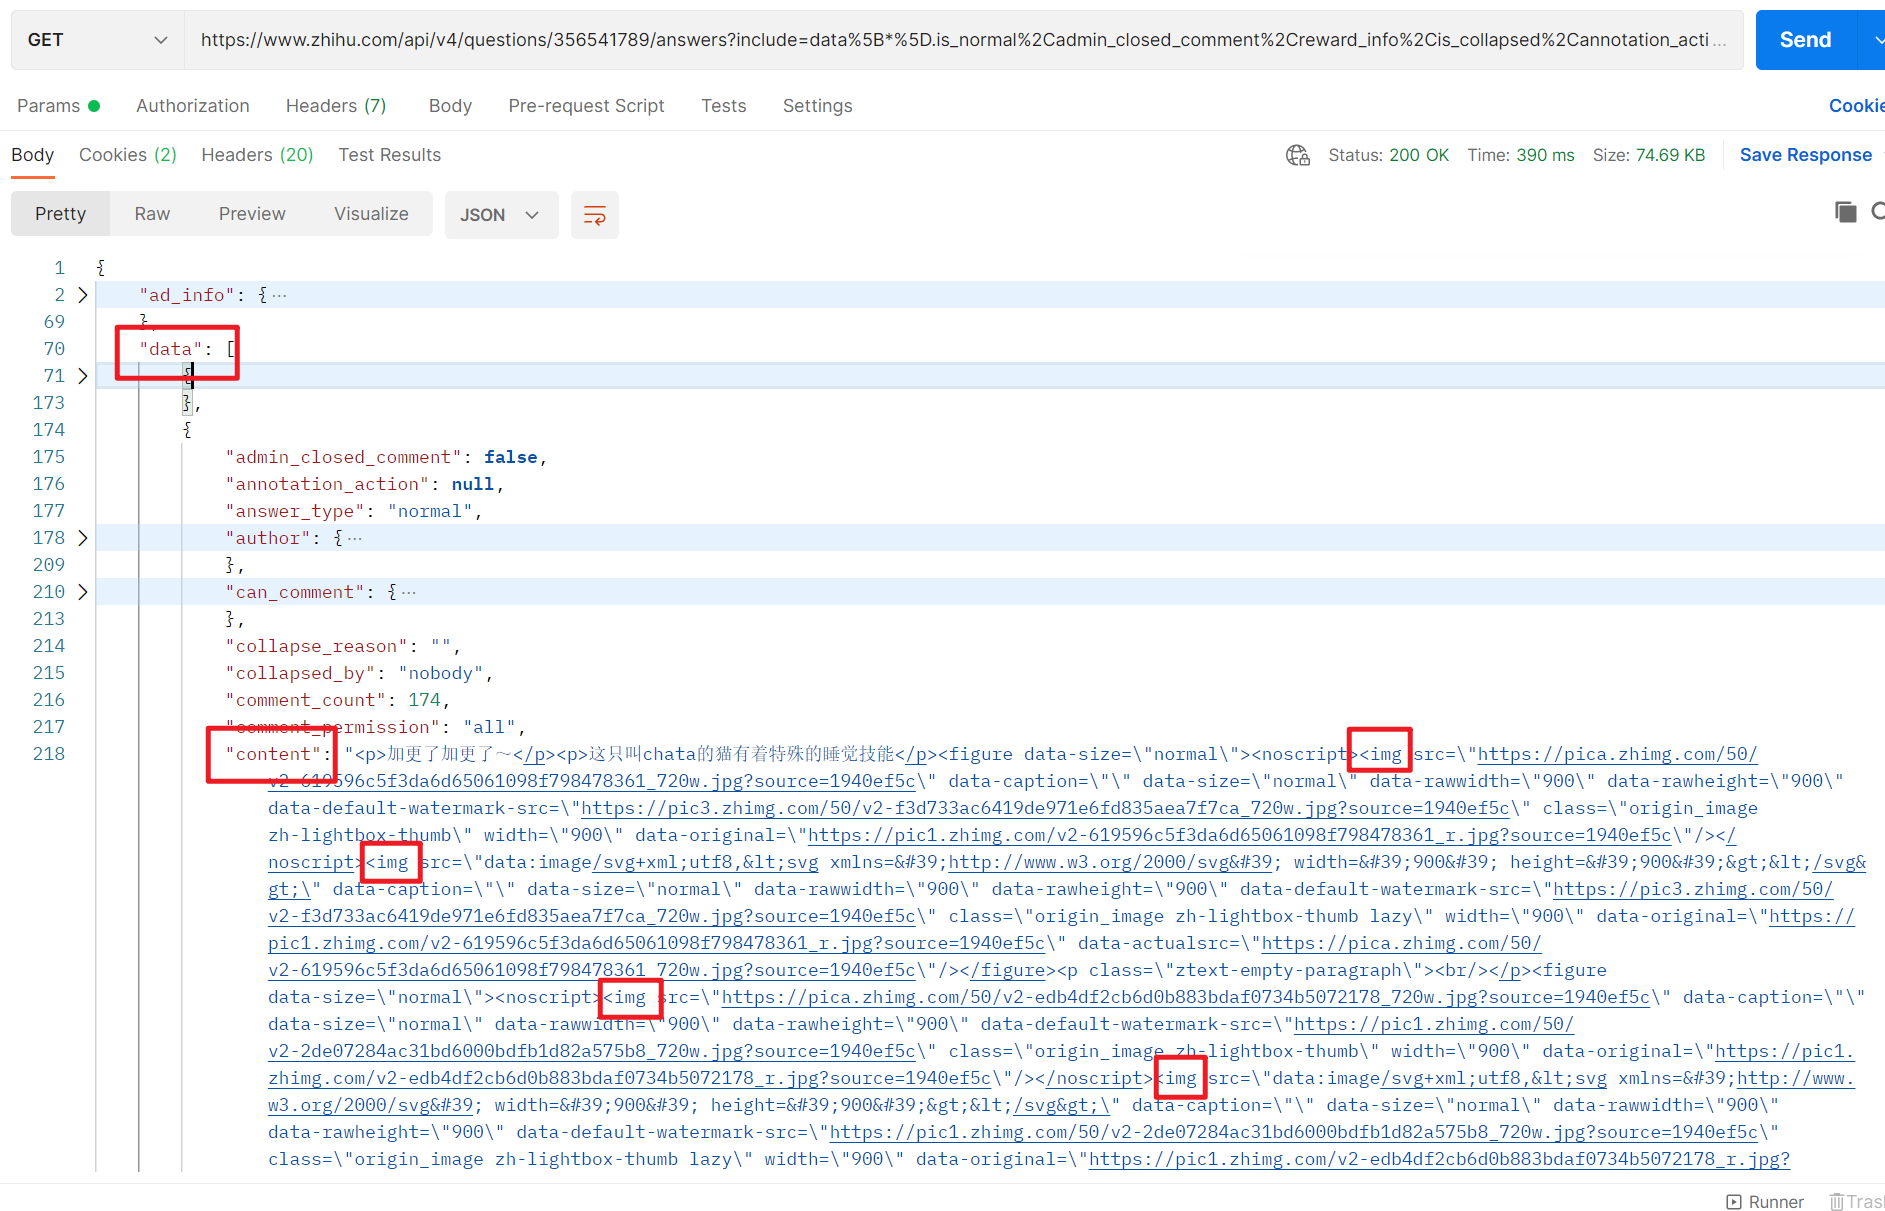 GET https://www.zhihu.com/api/v4/questions/356541789/answers?include=data%5B*%5D.is_normal%2Cadmin_closed_comment%2Creward_info%2Cis_collapsed%2Cannotation_acti... Send
Params Authorization Headers (7) Body Pre-request Script Tests Settings Cookie
Body Cookies (2) Headers (20) Test Results Status: 200 OK Time: 390 ms Size: 74.69 KB Save Response
Pretty Raw Preview Visualize JSON
1 {
2 "ad_info": { ...
69 },
70 "data": [
71 {
173 },
174 {
175 "admin_closed_comment": false,
176 "annotation_action": null,
177 "answer_type": "normal",
178 "author": { ...
209 },
210 "can_comment": { ...
213 },
214 "collapse_reason": "",
215 "collapsed_by": "nobody",
216 "comment_count": 174,
217 "comment_permission": "all",
218 "content": "<p>加更了加更了～</p><p>这只叫chata的猫有着特殊的睡觉技能</p><figure data-size=\"normal\"><noscript><img src=\"https://pica.zhimg.com/50/
v2-619596c5f3da6d65061098f798478361_720w.jpg?source=1940ef5c\" data-caption=\"\" data-size=\"normal\" data-rawwidth=\"900\" data-rawheight=\"900\"
data-default-watermark-src=\"https://pic3.zhimg.com/50/v2-f3d733ac6419de971e6fd835aea7f7ca_720w.jpg?source=1940ef5c\" class=\"origin_image
zh-lightbox-thumb\" width=\"900\" data-original=\"https://pic1.zhimg.com/v2-619596c5f3da6d65061098f798478361_r.jpg?source=1940ef5c\"/></
noscript><img src=\"data:image/svg+xml;utf8,&lt;svg xmlns=&#39;http://www.w3.org/2000/svg&#39; width=&#39;900&#39; height=&#39;900&#39;&gt;&lt;/svg&
gt;\" data-caption=\"\" data-size=\"normal\" data-rawwidth=\"900\" data-rawheight=\"900\" data-default-watermark-src=\"https://pic3.zhimg.com/50/
v2-f3d733ac6419de971e6fd835aea7f7ca_720w.jpg?source=1940ef5c\" class=\"origin_image zh-lightbox-thumb lazy\" width=\"900\" data-original=\"https://
pic1.zhimg.com/v2-619596c5f3da6d65061098f798478361_r.jpg?source=1940ef5c\" data-actualsrc=\"https://pica.zhimg.com/50/
v2-619596c5f3da6d65061098f798478361_720w.jpg?source=1940ef5c\"/></figure><p class=\"ztext-empty-paragraph\"><br/></p><figure
data-size=\"normal\"><noscript><img src=\"https://pica.zhimg.com/50/v2-edb4df2cb6d0b883bdaf0734b5072178_720w.jpg?source=1940ef5c\" data-caption=\"\"
data-size=\"normal\" data-rawwidth=\"900\" data-rawheight=\"900\" data-default-watermark-src=\"https://pic1.zhimg.com/50/
v2-2de07284ac31bd6000bdfb1d82a575b8_720w.jpg?source=1940ef5c\" class=\"origin_image zh-lightbox-thumb\" width=\"900\" data-original=\"https://pic1.
zhimg.com/v2-edb4df2cb6d0b883bdaf0734b5072178_r.jpg?source=1940ef5c\"/></noscript><img src=\"data:image/svg+xml;utf8,&lt;svg xmlns=&#39;http://www.
w3.org/2000/svg&#39; width=&#39;900&#39; height=&#39;900&#39;&gt;&lt;/svg&gt;\" data-caption=\"\" data-size=\"normal\" data-rawwidth=\"900\"
data-rawheight=\"900\" data-default-watermark-src=\"https://pic1.zhimg.com/50/v2-2de07284ac31bd6000bdfb1d82a575b8_720w.jpg?source=1940ef5c\"
class=\"origin_image zh-lightbox-thumb lazy\" width=\"900\" data-original=\"https://pic1.zhimg.com/v2-edb4df2cb6d0b883bdaf0734b5072178_r.jpg?
Runner Tras